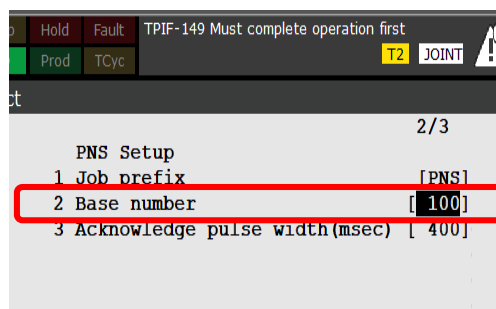 Hold Fault TPIF-149 Must complete operation first
Prod TCyc T2 JOINT
ct
2/3
PNS Setup
1 Job prefix [PNS]
2 Base number [ 100]
3 Acknowledge pulse width(msec) [ 400]